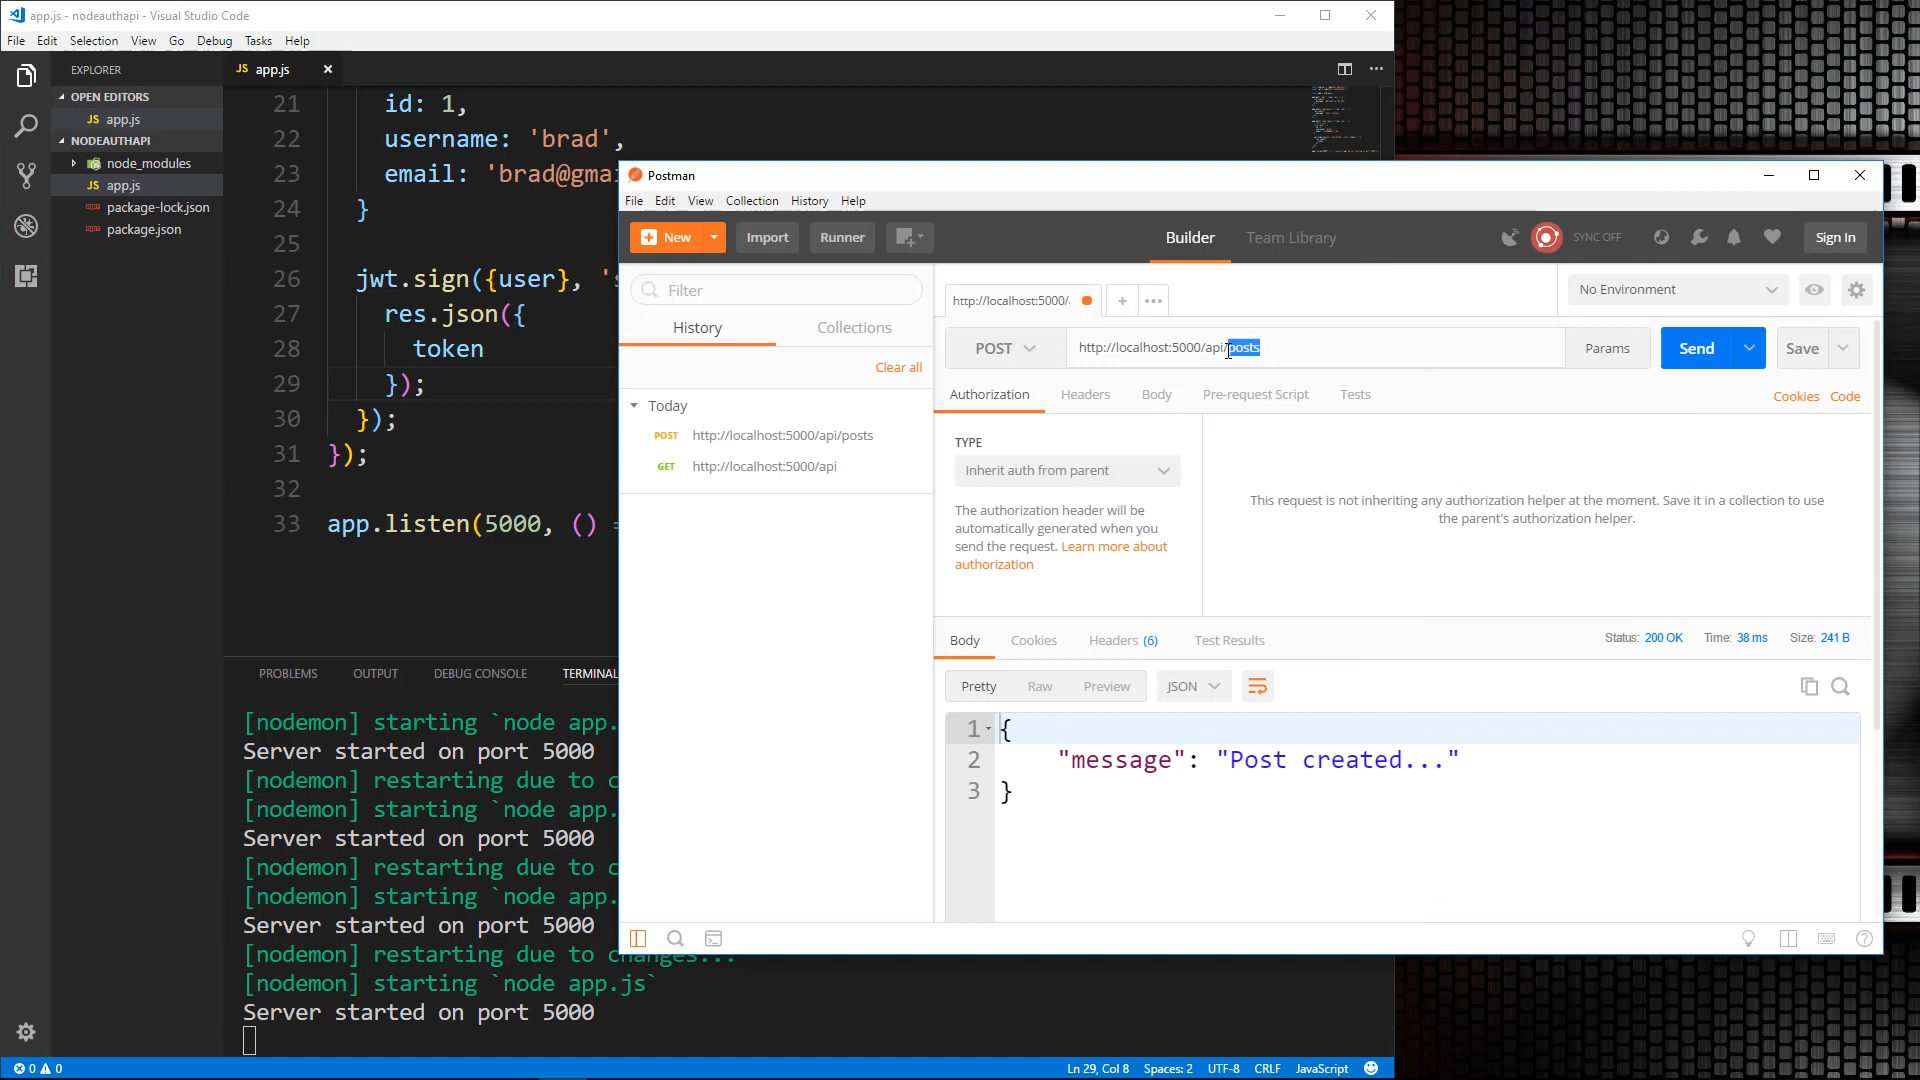 app.js - nodeauthapi - Visual Studio Code
File Edit Selection View Go Debug Tasks Help
EXPLORER
OPEN EDITORS
JS app.js
NODEAUTHAPI
node_modules
JS app.js
package-lock.json
package.json
JS app.js ×
21 id: 1,
22 username: 'brad',
23 email: 'brad@gmai
24 }
25
26 jwt.sign({user}, 's
27 res.json({
28 token
29 });
30 });
31 });
32
33 app.listen(5000, () =
PROBLEMS OUTPUT DEBUG CONSOLE TERMINAL
[nodemon] starting `node app.
Server started on port 5000
[nodemon] restarting due to c
[nodemon] starting `node app.
Server started on port 5000
[nodemon] restarting due to c
[nodemon] starting `node app.
Server started on port 5000
[nodemon] restarting due to changes...
[nodemon] starting `node app.js`
Server started on port 5000
0 0
Ln 29, Col 8 Spaces: 2 UTF-8 CRLF JavaScript
Postman
File Edit View Collection History Help
New Import Runner
Builder Team Library
SYNC OFF
Sign In
Filter
History Collections
Clear all
Today
POST http://localhost:5000/api/posts
GET http://localhost:5000/api
http://localhost:5000/
No Environment
POST http://localhost:5000/api/posts Params Send Save
Authorization Headers Body Pre-request Script Tests
Cookies Code
TYPE
Inherit auth from parent
The authorization header will be
automatically generated when you
send the request. Learn more about
authorization
This request is not inheriting any authorization helper at the moment. Save it in a collection to use
the parent's authorization helper.
Body Cookies Headers (6) Test Results
Status: 200 OK Time: 38 ms Size: 241 B
Pretty Raw Preview JSON
1 {
2 "message": "Post created..."
3 }